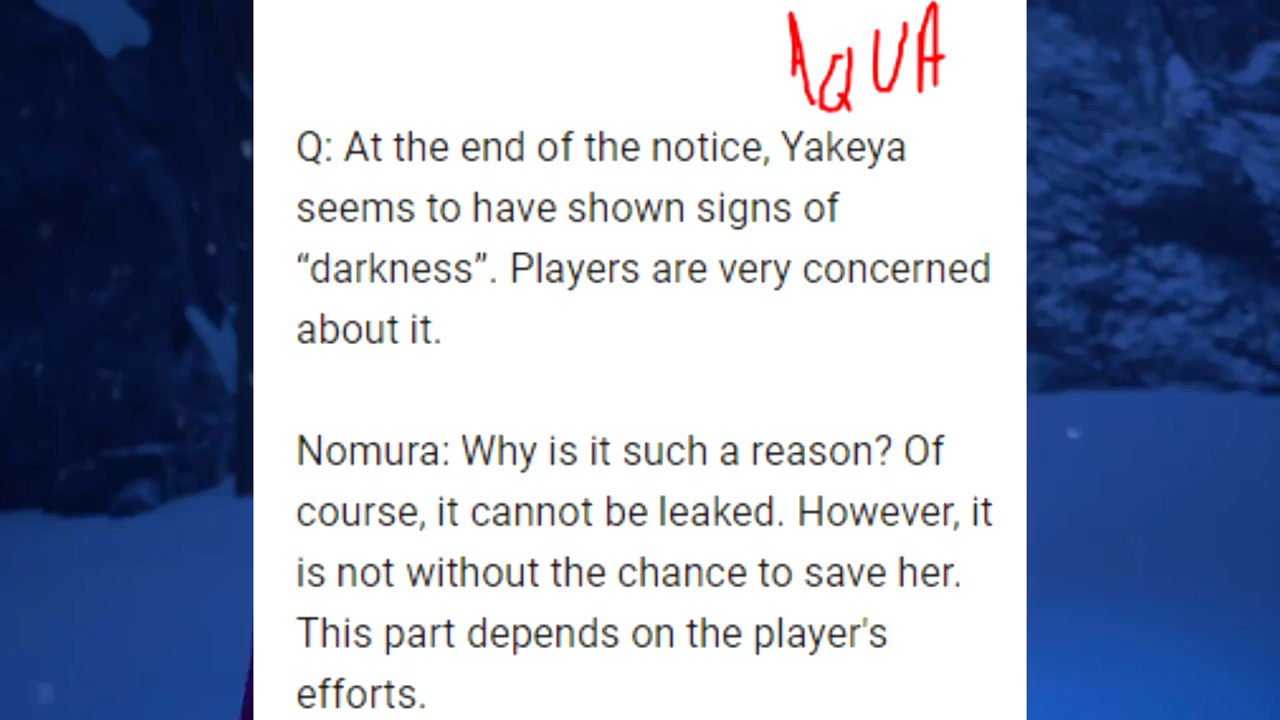 AQUA
Q: At the end of the notice, Yakeya
seems to have shown signs of
“darkness”. Players are very concerned
about it.
Nomura: Why is it such a reason? Of
course, it cannot be leaked. However, it
is not without the chance to save her.
This part depends on the player's
efforts.